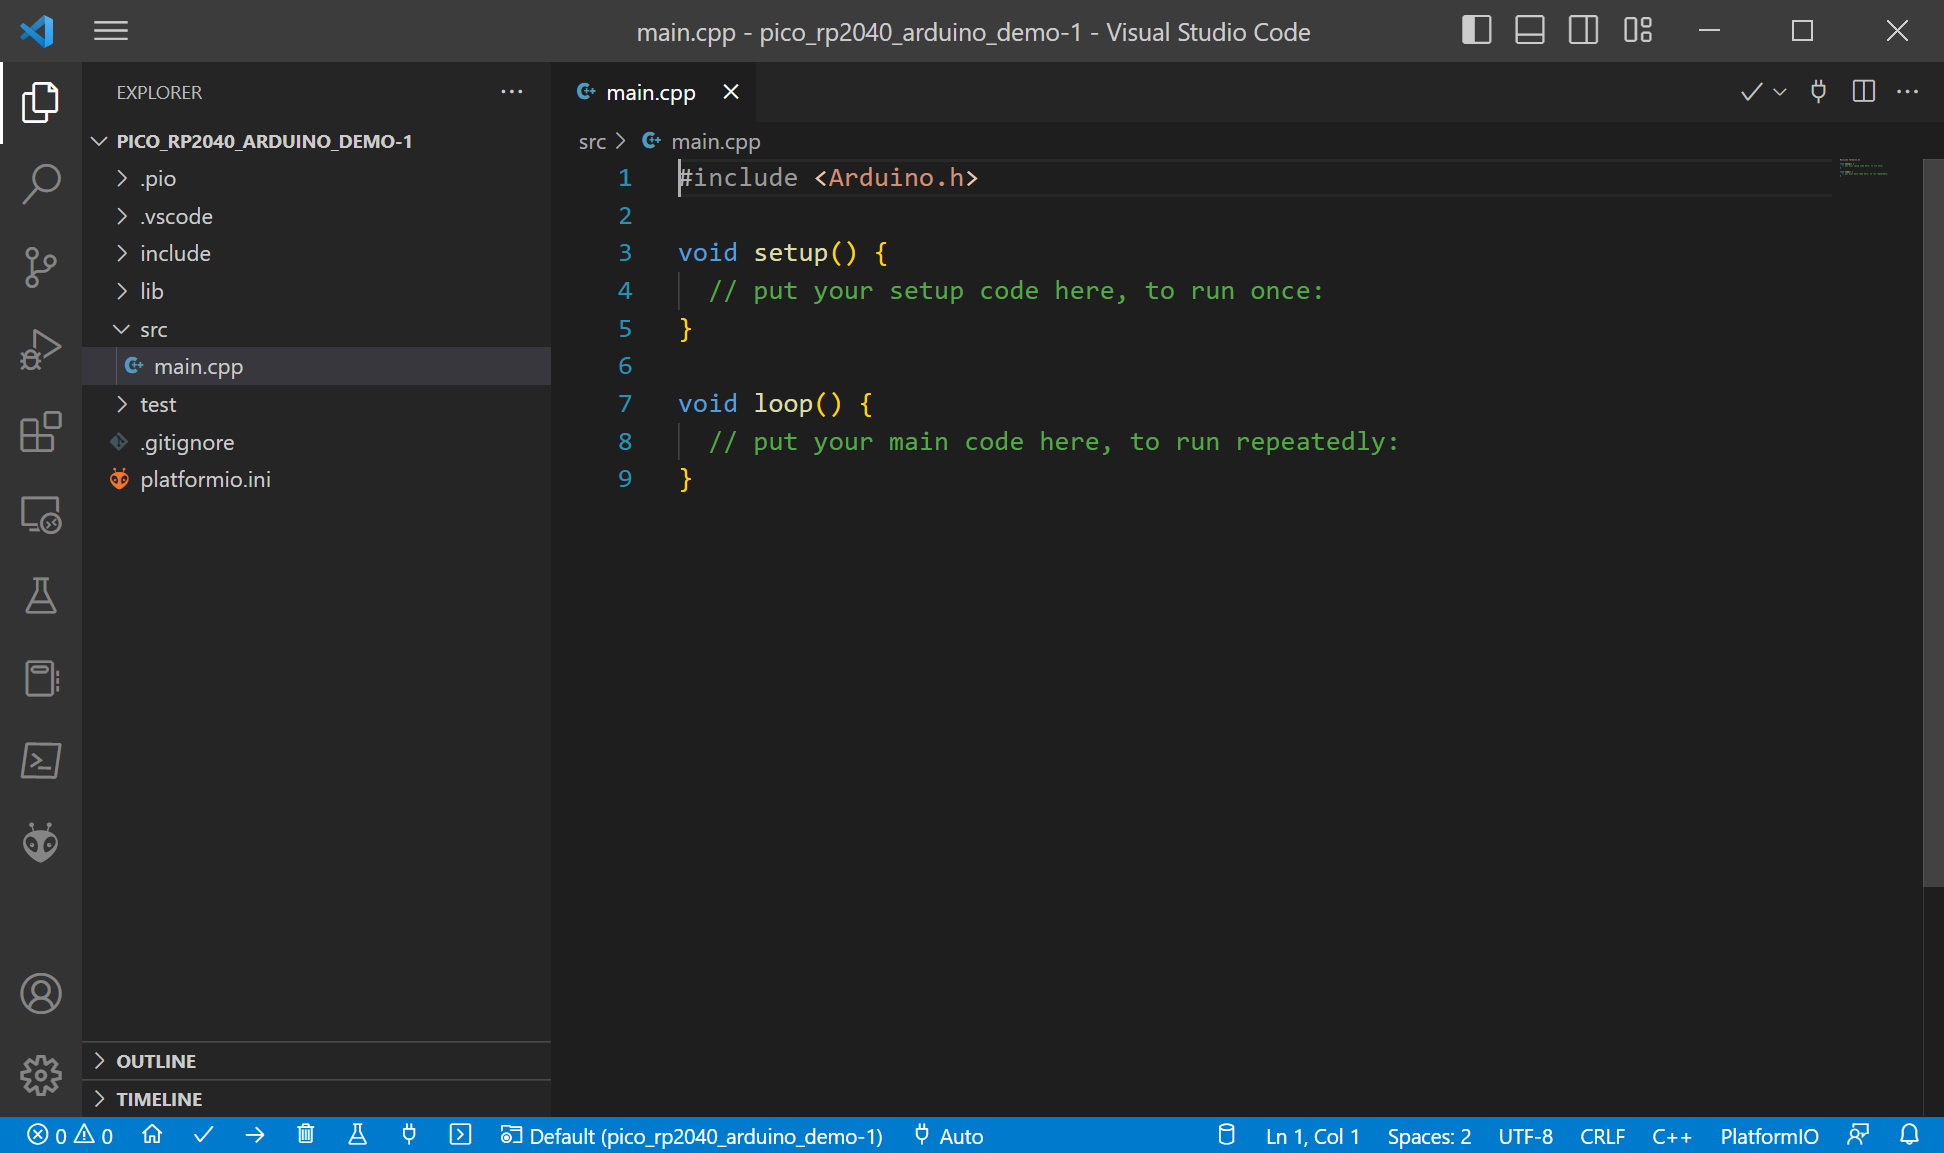 main.cpp - pico_rp2040_arduino_demo-1 - Visual Studio Code
EXPLORER
PICO_RP2040_ARDUINO_DEMO-1
.pio
.vscode
include
lib
src
main.cpp
test
.gitignore
platformio.ini
OUTLINE
TIMELINE
main.cpp
src > main.cpp
1 #include <Arduino.h>
2
3 void setup() {
4 // put your setup code here, to run once:
5 }
6
7 void loop() {
8 // put your main code here, to run repeatedly:
9 }
0 0 Default (pico_rp2040_arduino_demo-1) Auto Ln 1, Col 1 Spaces: 2 UTF-8 CRLF C++ PlatformIO